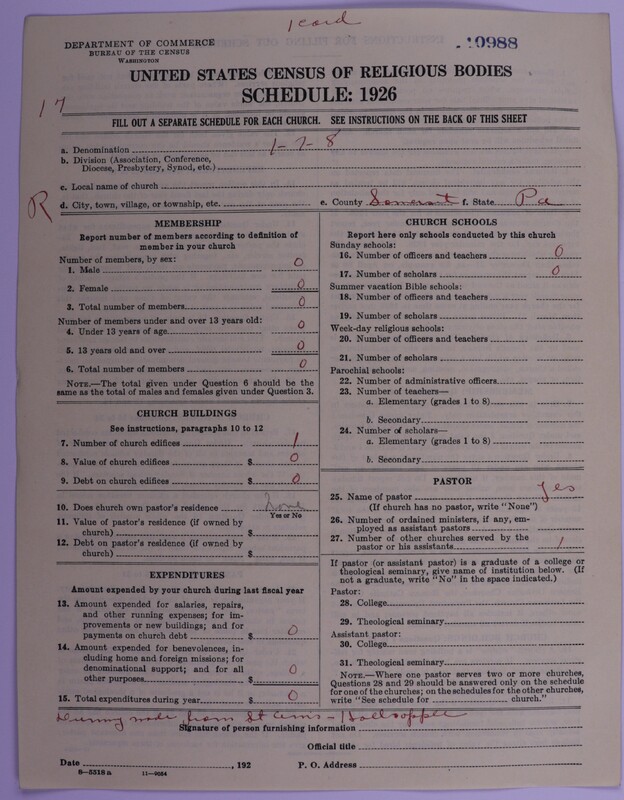 1 card
DEPARTMENT OF COMMERCE
BUREAU OF THE CENSUS
WASHINGTON
10988
UNITED STATES CENSUS OF RELIGIOUS BODIES
SCHEDULE: 1926
17
FILL OUT A SEPARATE SCHEDULE FOR EACH CHURCH. SEE INSTRUCTIONS ON THE BACK OF THIS SHEET
a. Denomination 1-7-8
b. Division (Association, Conference,
Diocese, Presbytery, Synod, etc.)
c. Local name of church
R
d. City, town, village, or township, etc. e. County Somerset f. State Pa
MEMBERSHIP
Report number of members according to definition of
member in your church
Number of members, by sex:
1. Male 0
2. Female 0
3. Total number of members 0
Number of members under and over 13 years old:
4. Under 13 years of age 0
5. 13 years old and over 0
6. Total number of members 0
NOTE.—The total given under Question 6 should be the
same as the total of males and females given under Question 3.
CHURCH BUILDINGS
See instructions, paragraphs 10 to 12
7. Number of church edifices 1
8. Value of church edifices $ 0
9. Debt on church edifices $ 0
10. Does church own pastor's residence none
Yes or No
11. Value of pastor's residence (if owned by
church) $
12. Debt on pastor's residence (if owned by
church) $
EXPENDITURES
Amount expended by your church during last fiscal year
13. Amount expended for salaries, repairs,
and other running expenses; for im-
provements or new buildings; and for
payments on church debt $ 0
14. Amount expended for benevolences, in-
cluding home and foreign missions; for
denominational support; and for all
other purposes $ 0
15. Total expenditures during year $ 0
CHURCH SCHOOLS
Report here only schools conducted by this church
Sunday schools:
16. Number of officers and teachers 0
17. Number of scholars 0
Summer vacation Bible schools:
18. Number of officers and teachers
19. Number of scholars
Week-day religious schools:
20. Number of officers and teachers
21. Number of scholars
Parochial schools:
22. Number of administrative officers
23. Number of teachers—
a. Elementary (grades 1 to 8)
b. Secondary
24. Number of scholars—
a. Elementary (grades 1 to 8)
b. Secondary
PASTOR
25. Name of pastor Yes
(If church has no pastor, write "None")
26. Number of ordained ministers, if any, em-
ployed as assistant pastors
27. Number of other churches served by the
pastor or his assistants 1
If pastor (or assistant pastor) is a graduate of a college or
theological seminary, give name of institution below. (If
not a graduate, write "No" in the space indicated.)
Pastor:
28. College
29. Theological seminary
Assistant pastor:
30. College
31. Theological seminary
NOTE.—Where one pastor serves two or more churches,
Questions 28 and 29 should be answered only on the schedule
for one of the churches; on the schedules for the other churches,
write "See schedule for church."
Dummy made from St Anns - Hollsopple
Signature of person furnishing information
Official title
Date , 192 P. O. Address
8—5518a 11—9054